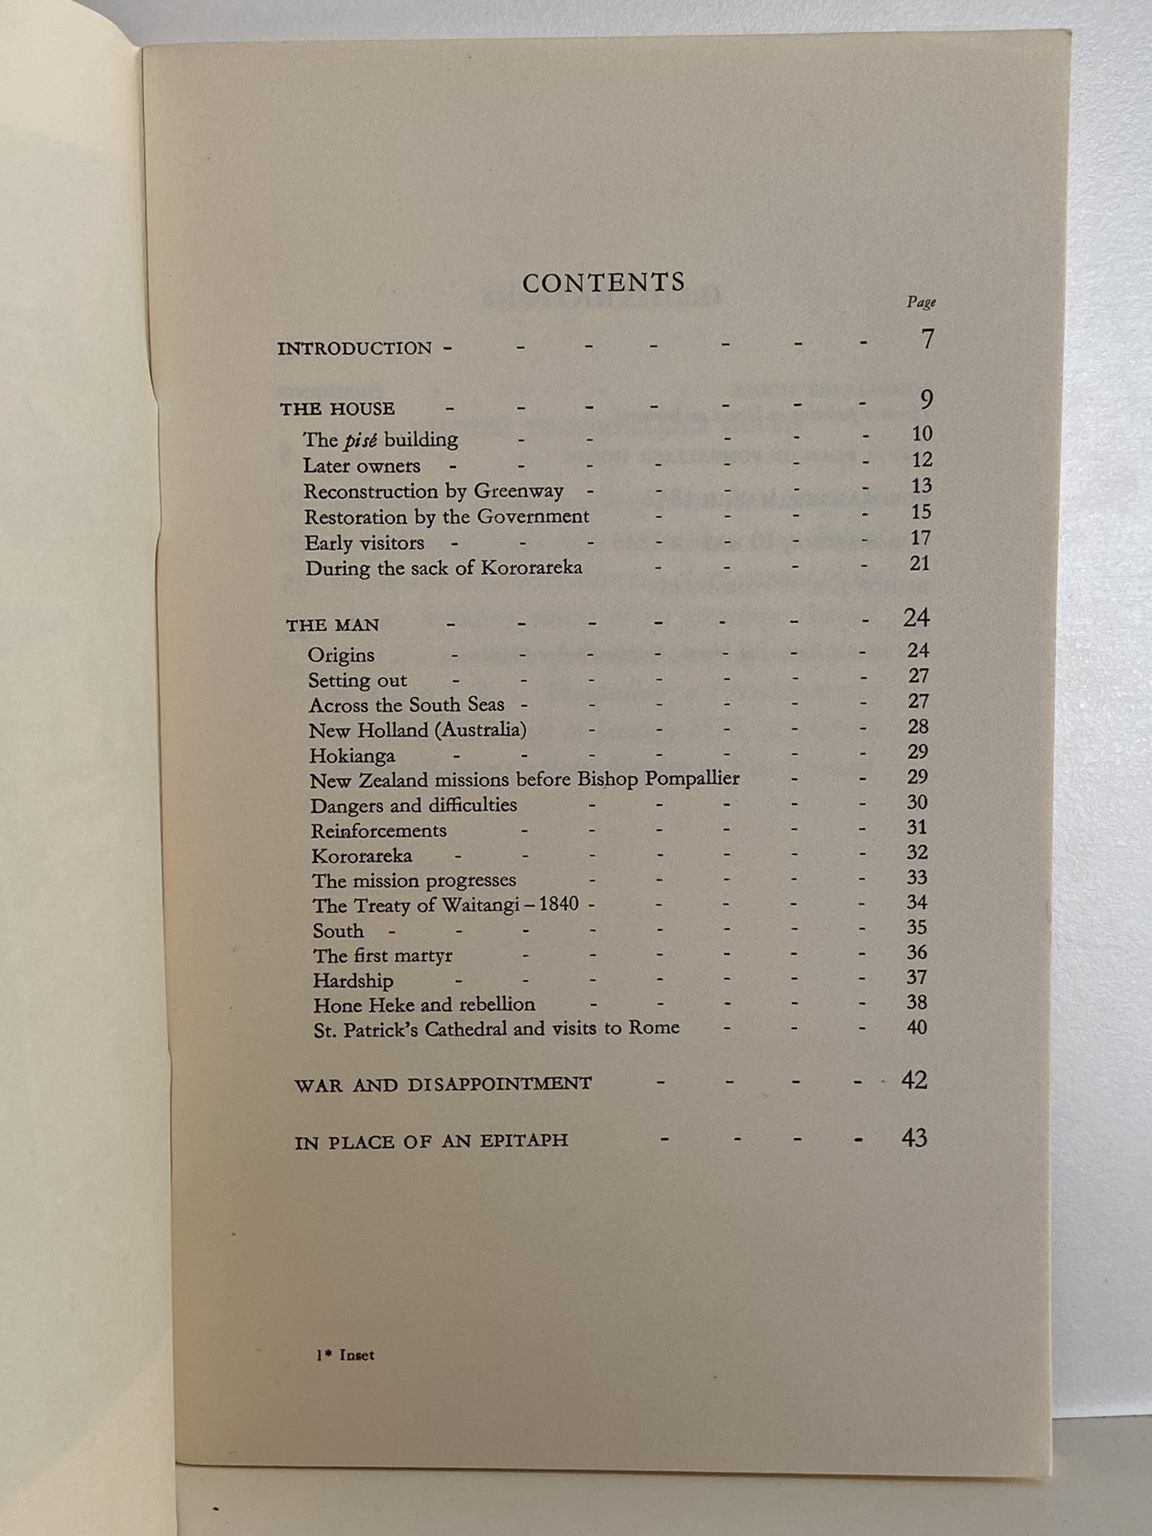 CONTENTS
Page
INTRODUCTION - - - - - - - 7
THE HOUSE - - - - - - - 9
The pisé building - - - - - 10
Later owners - - - - - - - 12
Reconstruction by Greenway - - - - - 13
Restoration by the Government - - - - 15
Early visitors - - - - - - - 17
During the sack of Kororareka - - - - 21
THE MAN - - - - - - - 24
Origins - - - - - - - 24
Setting out - - - - - - - 27
Across the South Seas - - - - - - 27
New Holland (Australia) - - - - - 28
Hokianga - - - - - - - 29
New Zealand missions before Bishop Pompallier - - 29
Dangers and difficulties - - - - - 30
Reinforcements - - - - - - 31
Kororareka - - - - - - - 32
The mission progresses - - - - - 33
The Treaty of Waitangi – 1840 - - - - - 34
South - - - - - - - - 35
The first martyr - - - - - - 36
Hardship - - - - - - - 37
Hone Heke and rebellion - - - - - 38
St. Patrick's Cathedral and visits to Rome - - - 40
WAR AND DISAPPOINTMENT - - - - 42
IN PLACE OF AN EPITAPH - - - - 43
1* Inset